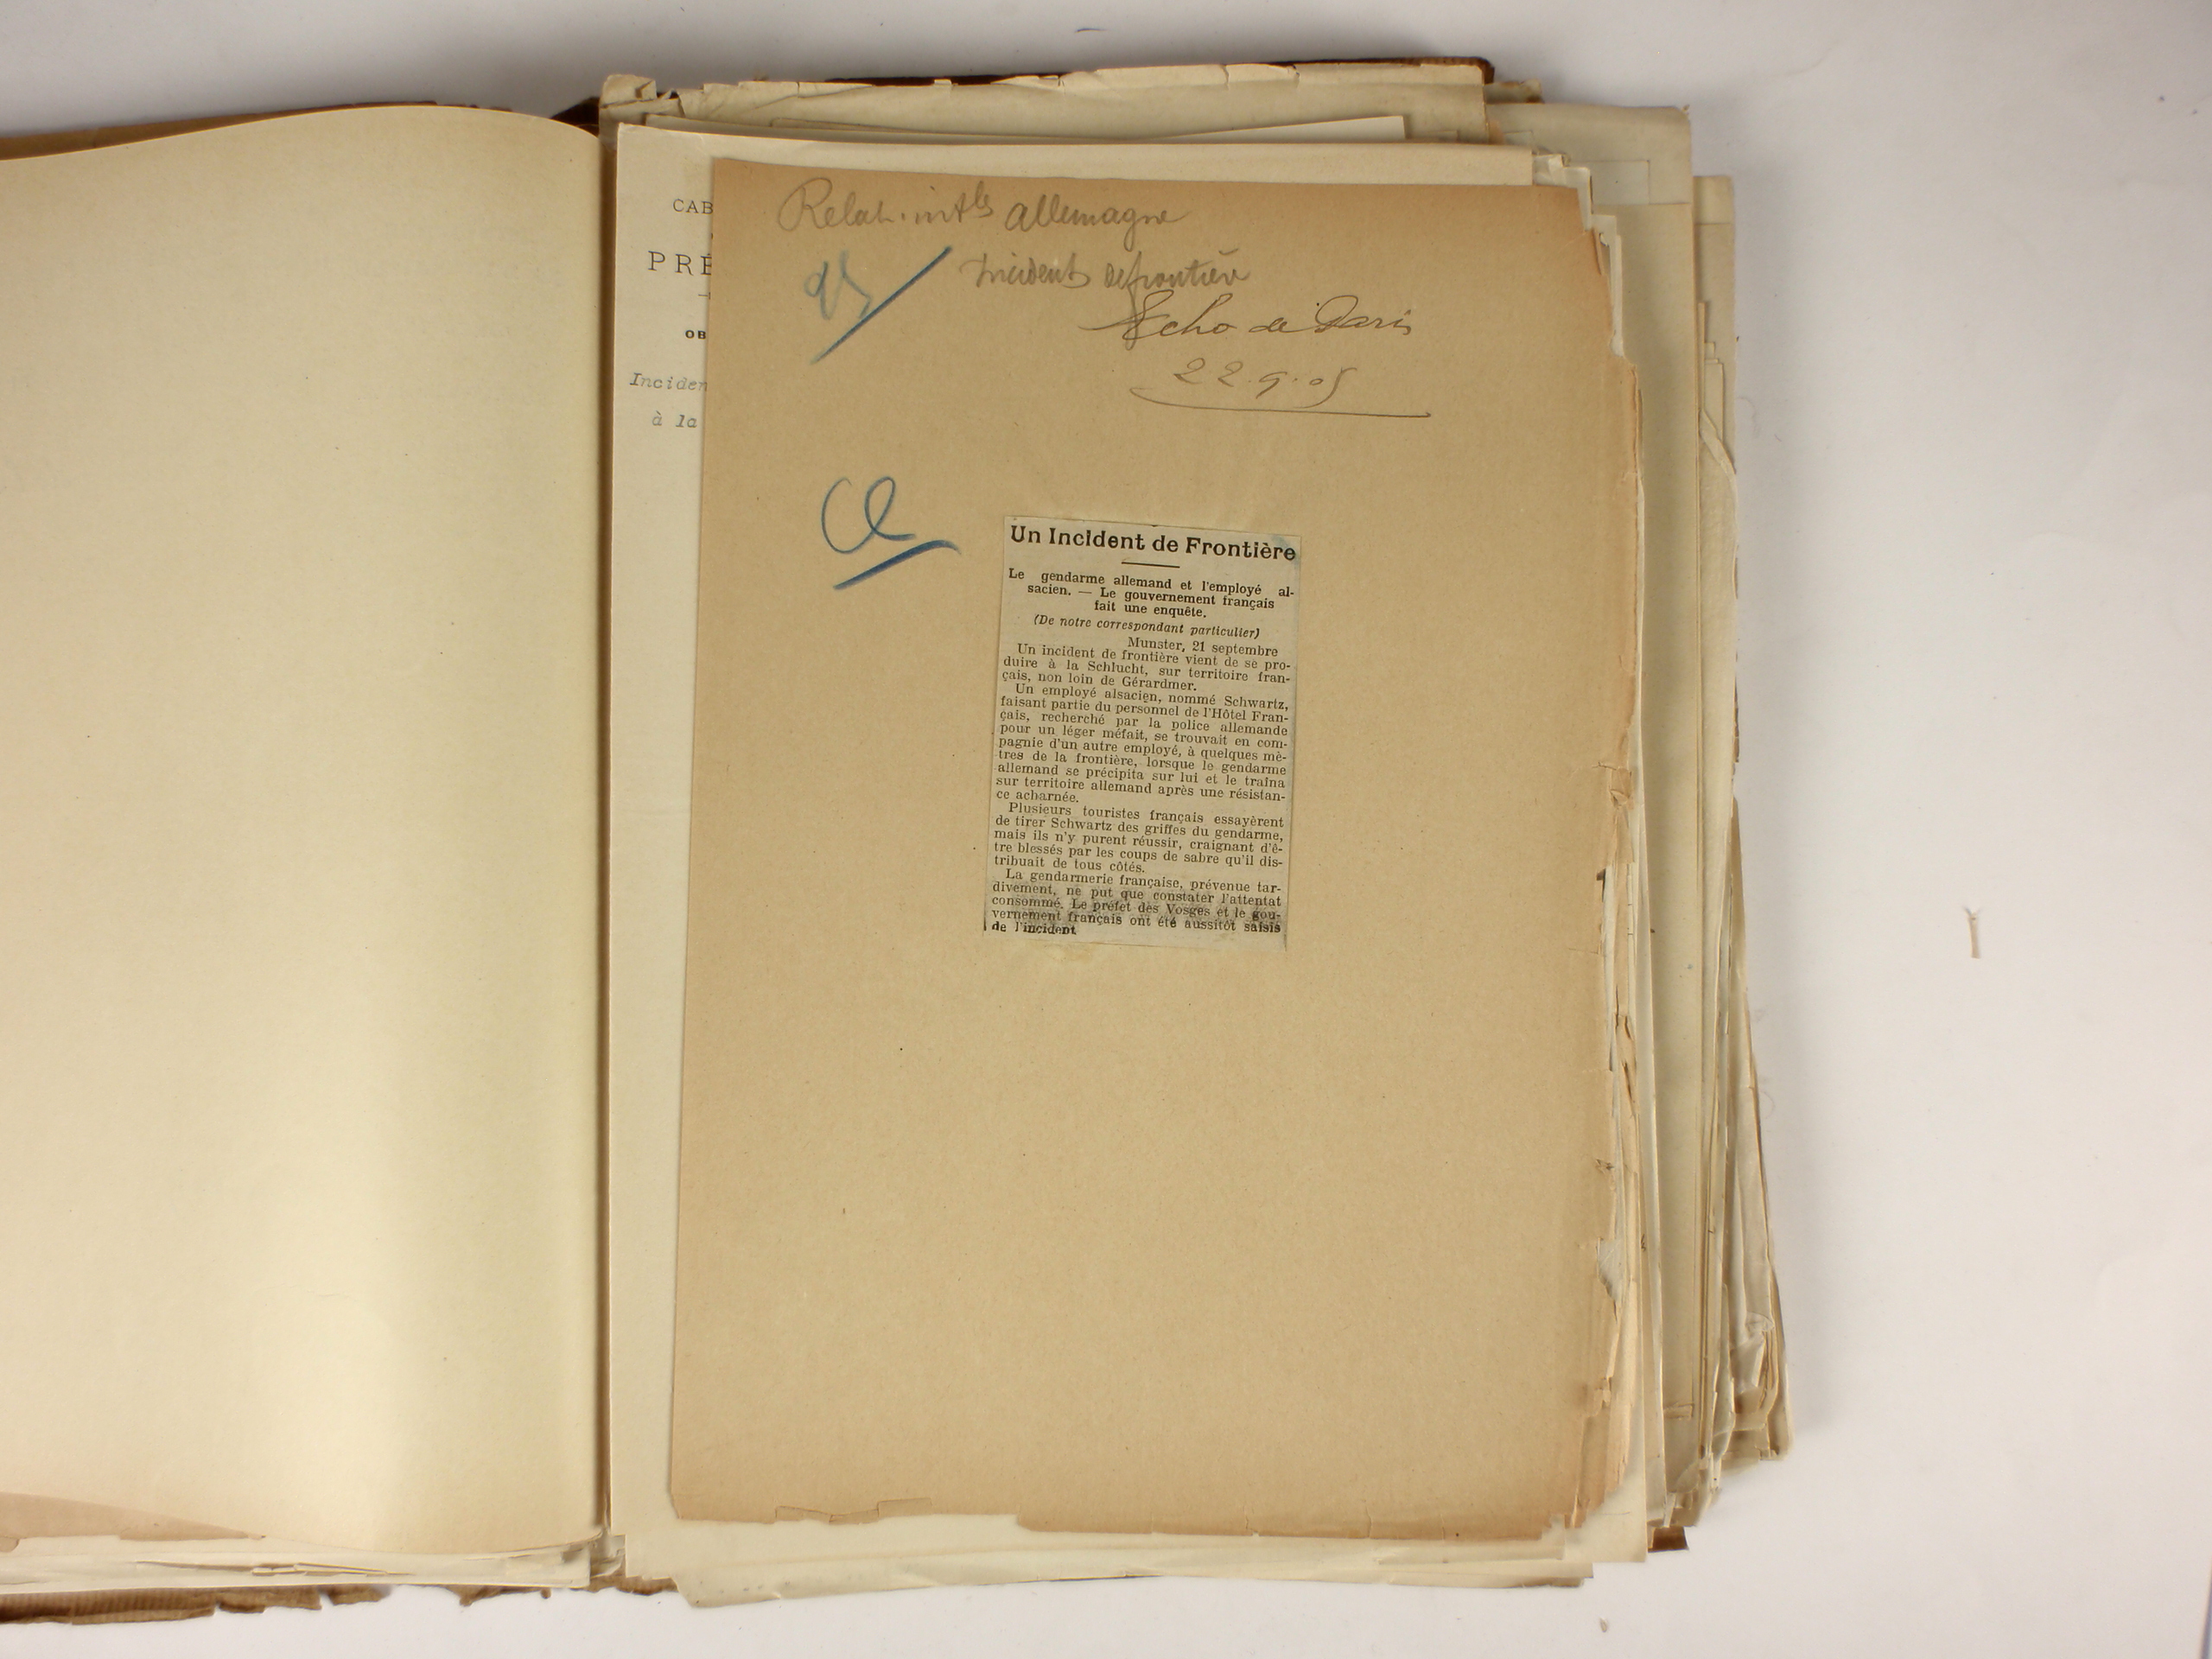 CAB
PRÉ
OB
Inciden
à la
Relat. intles Allemagne
Incident de frontière
Echo de Paris
22.9.05
Un Incident de Frontière
Le gendarme allemand et l'employé al-
sacien. — Le gouvernement français
fait une enquête.
(De notre correspondant particulier)
Munster, 21 septembre
Un incident de frontière vient de se pro-
duire à la Schlucht, sur territoire fran-
çais, non loin de Gérardmer.
Un employé alsacien, nommé Schwartz,
faisant partie du personnel de l'Hôtel Fran-
çais, recherché par la police allemande
pour un léger méfait, se trouvait en com-
pagnie d'un autre employé, à quelques mè-
tres de la frontière, lorsque le gendarme
allemand se précipita sur lui et le traîna
sur territoire allemand après une résistan-
ce acharnée.
Plusieurs touristes français essayèrent
de tirer Schwartz des griffes du gendarme,
mais ils n'y purent réussir, craignant d'ê-
tre blessés par les coups de sabre qu'il dis-
tribuait de tous côtés.
La gendarmerie française, prévenue tar-
divement, ne put que constater l'attentat
consommé. Le préfet des Vosges et le gou-
vernement français ont été aussitôt saisis
de l'incident